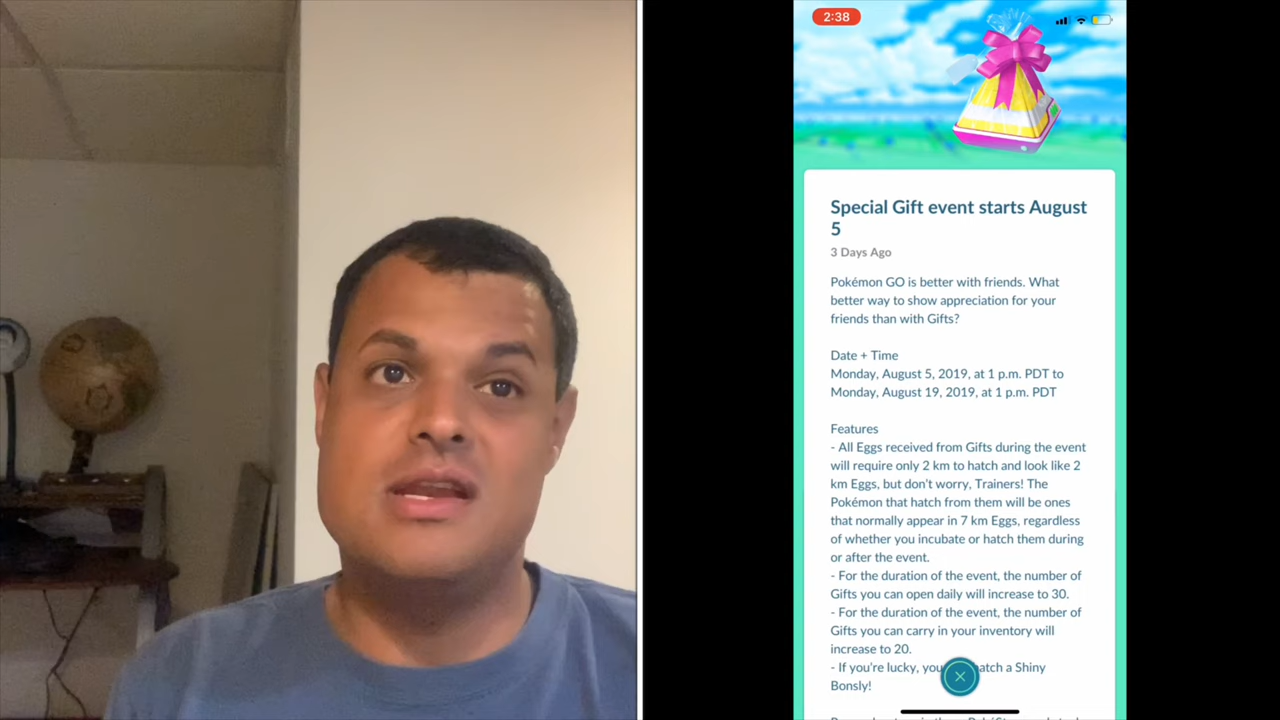 2:38
Special Gift event starts August
5
3 Days Ago
Pokémon GO is better with friends. What
better way to show appreciation for your
friends than with Gifts?
Date + Time
Monday, August 5, 2019, at 1 p.m. PDT to
Monday, August 19, 2019, at 1 p.m. PDT
Features
- All Eggs received from Gifts during the event
will require only 2 km to hatch and look like 2
km Eggs, but don't worry, Trainers! The
Pokémon that hatch from them will be ones
that normally appear in 7 km Eggs, regardless
of whether you incubate or hatch them during
or after the event.
- For the duration of the event, the number of
Gifts you can open daily will increase to 30.
- For the duration of the event, the number of
Gifts you can carry in your inventory will
increase to 20.
- If you're lucky, you hatch a Shiny
Bonsly!